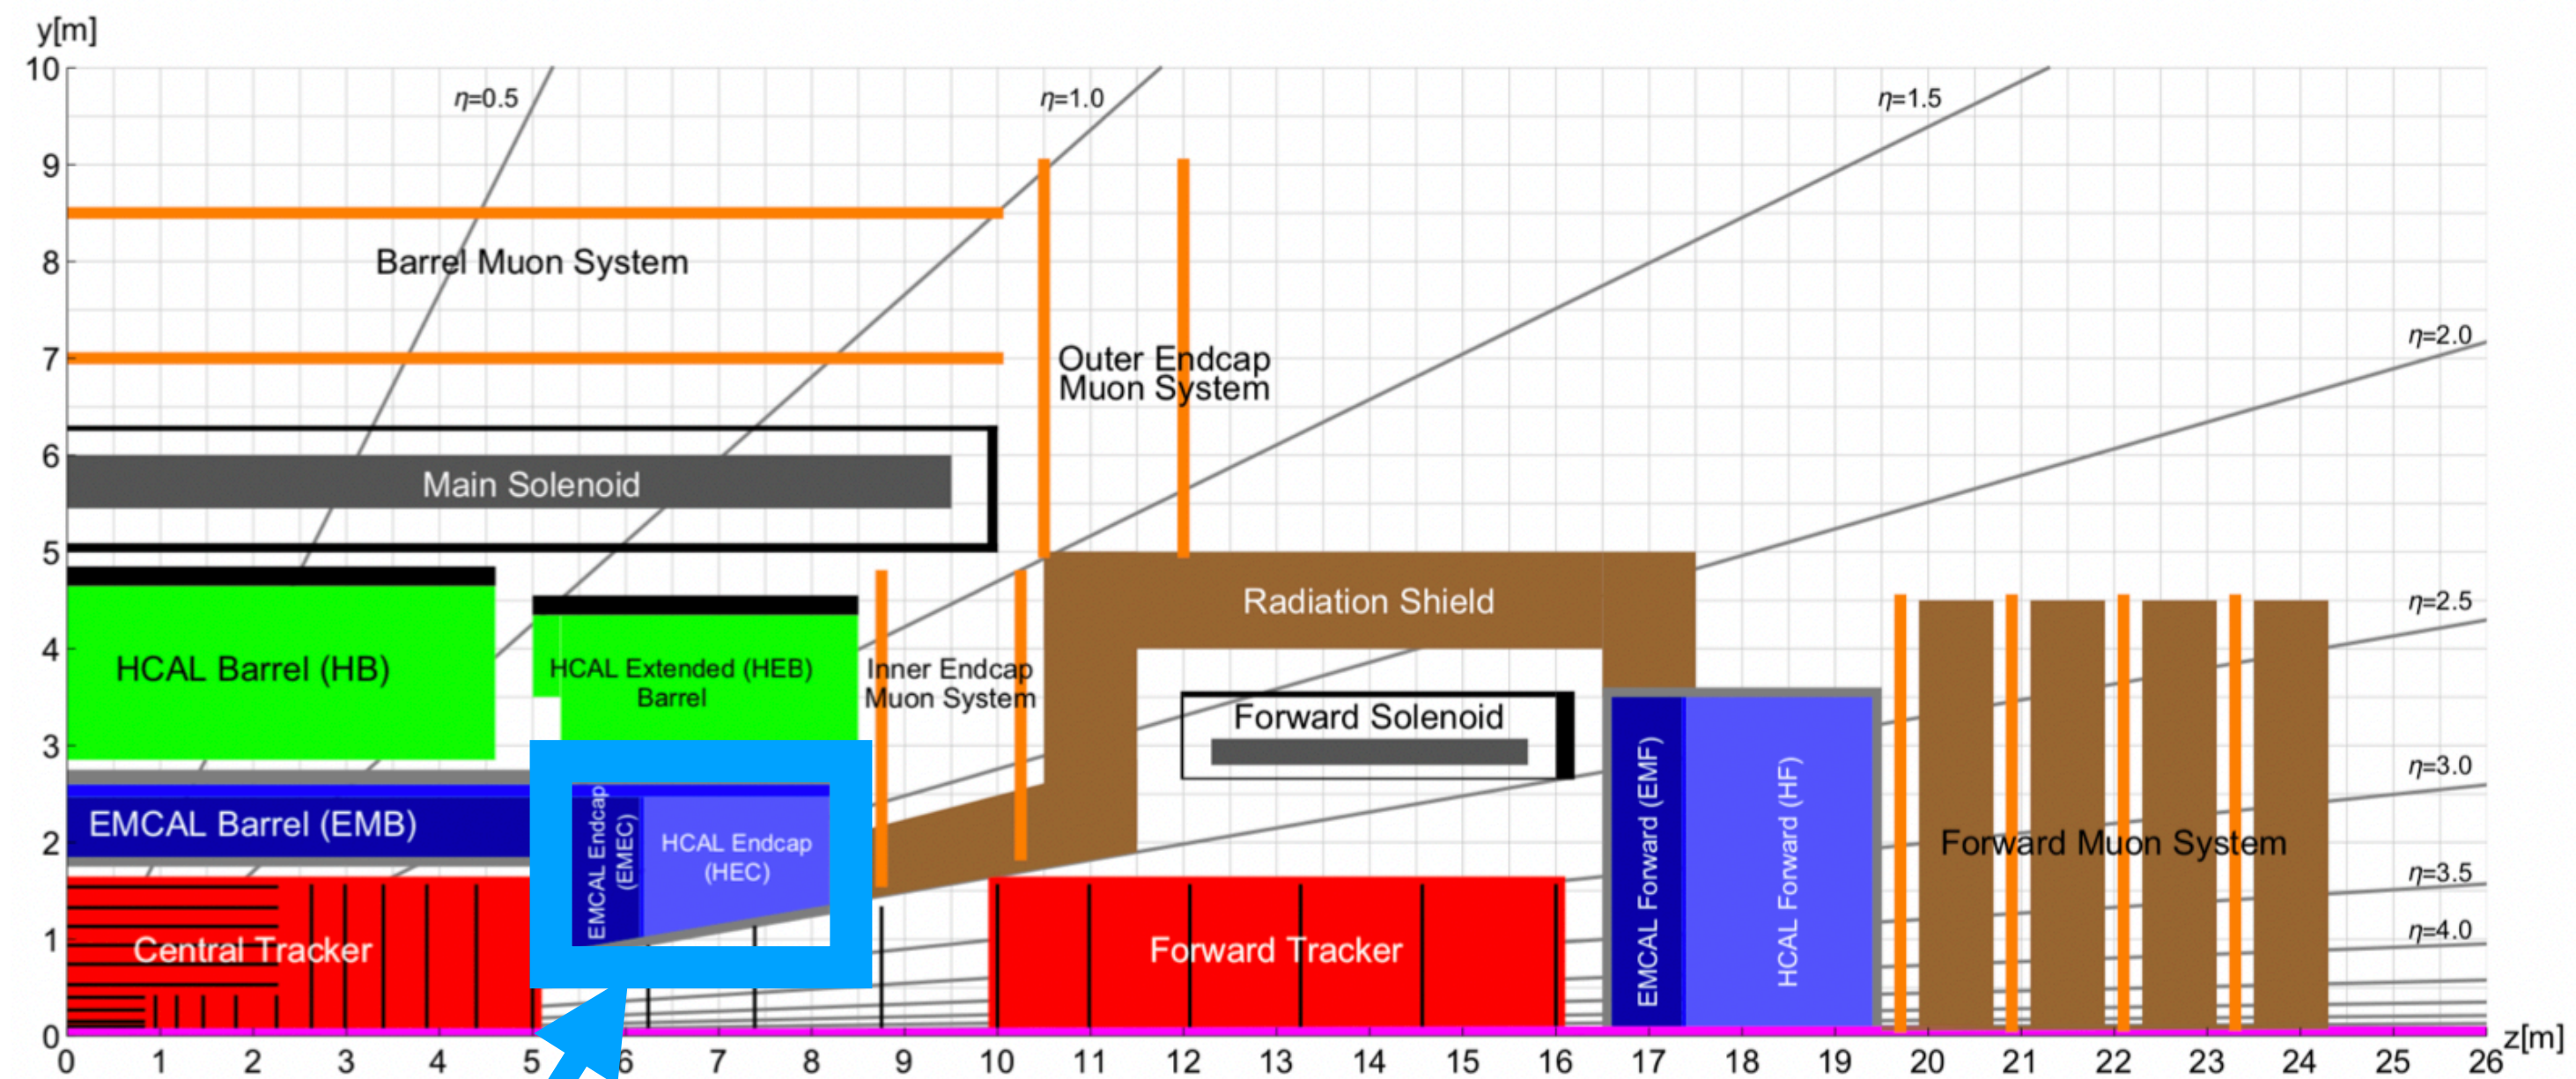 y[m]
10
η=0.5
η=1.0
η=1.5
9
8
Barrel Muon System
7
Outer Endcap
Muon System
η=2.0
6
Main Solenoid
5
Radiation Shield
η=2.5
4
HCAL Barrel (HB)
HCAL Extended (HEB)
Barrel
Inner Endcap
Muon System
Forward Solenoid
3
η=3.0
EMCAL Barrel (EMB)
EMCAL Endcap
(EMEC)
HCAL Endcap
(HEC)
EMCAL Forward (EMF)
HCAL Forward (HF)
Forward Muon System
2
η=3.5
1
Central Tracker
Forward Tracker
η=4.0
0
z[m]
0 1 2 3 4 5 6 7 8 9 10 11 12 13 14 15 16 17 18 19 20 21 22 23 24 25 26